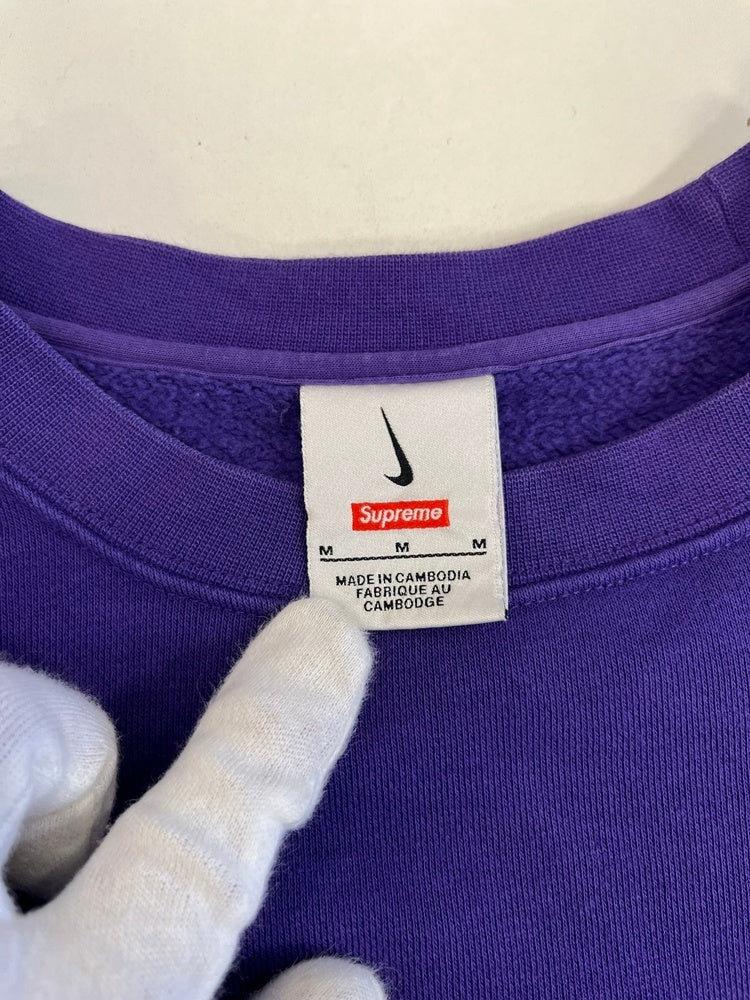 Supreme
M M M
MADE IN CAMBODIA
FABRIQUE AU
CAMBODGE